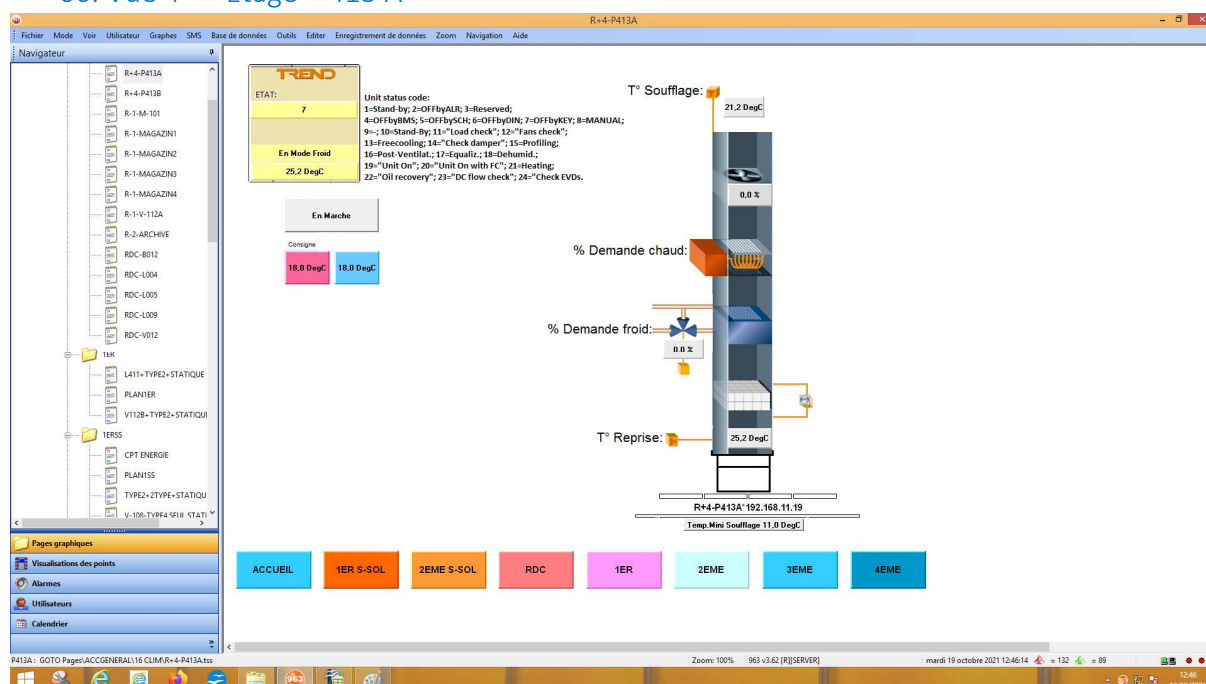 R+4-P413A
Fichier Mode Voir Utilisateur Graphes SMS Base de données Outils Editer Enregistrement de données Zoom Navigation Aide
Navigateur
R+4-P413A
R+4-P413B
R-1-M-101
R-1-MAGAZIN1
R-1-MAGAZIN2
R-1-MAGAZIN3
R-1-MAGAZIN4
R-1-V-112A
R-2-ARCHIVE
RDC-B012
RDC-L004
RDC-L005
RDC-L009
RDC-V012
1ER
L411+TYPE2+STATIQUE
PLAN1ER
V112B+TYPE2+STATIQUI
1ERSS
CPT ENERGIE
PLAN1SS
TYPE2+2TYPE+STATIQU
V-108-TYPE4 SEUL STATI
Pages graphiques
Visualisations des points
Alarmes
Utilisateurs
Calendrier
TREND
ETAT:
7
En Mode Froid
25,2 DegC
Unit status code:
1=Stand-by; 2=OFFbyALR; 3=Reserved;
4=OFFbyBMS; 5=OFFbySCH; 6=OFFbyDIN; 7=OFFbyKEY; 8=MANUAL;
9=-; 10=Stand-By; 11="Load check"; 12="Fans check";
13=Freecooling; 14="Check damper"; 15=Profiling;
16=Post-Ventilat.; 17=Equaliz.; 18=Dehumid.;
19="Unit On"; 20="Unit On with FC"; 21=Heating;
22="Oil recovery"; 23="DC flow check"; 24="Check EVDs.
En Marche
Consigne
18,0 DegC 18,0 DegC
T° Soufflage:
21,2 DegC
0,0 %
% Demande chaud:
% Demande froid:
0,0 %
T° Reprise:
25,2 DegC
R+4-P413A*192.168.11.19
Temp.Mini Soufflage 11,0 DegC
ACCUEIL 1ER S-SOL 2EME S-SOL RDC 1ER 2EME 3EME 4EME
P413A : GOTO Pages\ACCGENERAL\16 CLIM\R+4-P413A.tss Zoom: 100% 963 v3.62 [R][SERVER] mardi 19 octobre 2021 12:46:14 = 132 = 89
963
12:46